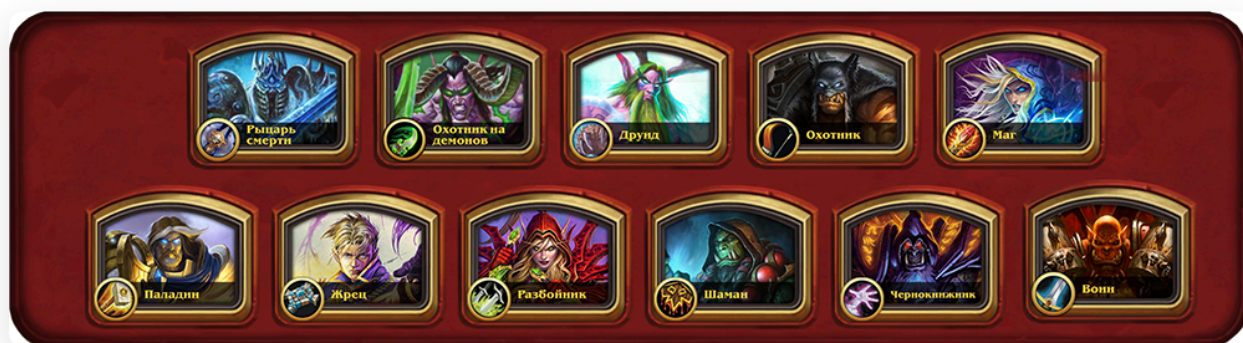 Рыцарь
смерти
Охотник на
демонов
Друид
Охотник
Маг
Паладин
Жрец
Разбойник
Шаман
Чернокнижник
Воин